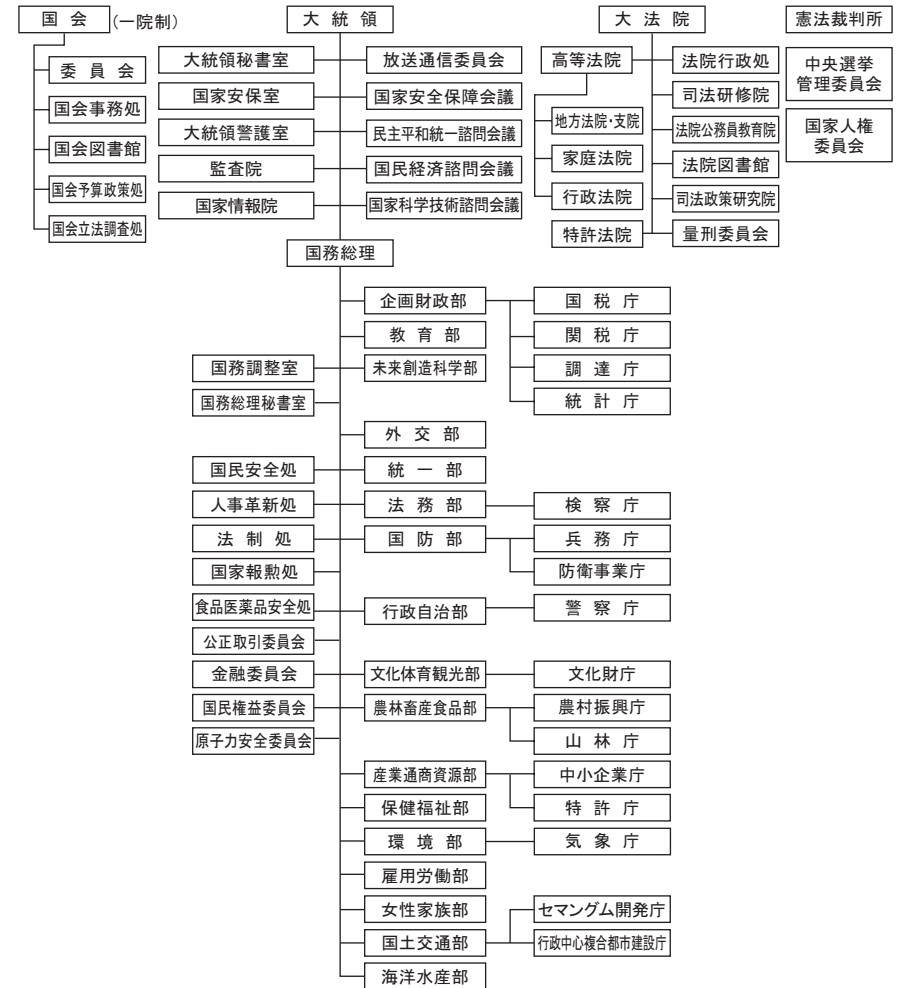 国会
(一院制)
委員会
国会事務処
国会図書館
国会予算政策処
国会立法調査処
大統領
大統領秘書室
国家安保室
大統領警護室
監査院
国家情報院
放送通信委員会
国家安全保障会議
民主平和統一諮問会議
国民経済諮問会議
国家科学技術諮問会議
大法院
高等法院
地方法院・支院
家庭法院
行政法院
特許法院
法院行政処
司法研修院
法院公務員教育院
法院図書館
司法政策研究院
量刑委員会
憲法裁判所
中央選挙
管理委員会
国家人権
委員会
国務総理
国務調整室
国務総理秘書室
国民安全処
人事革新処
法制処
国家報勲処
食品医薬品安全処
公正取引委員会
金融委員会
国民権益委員会
原子力安全委員会
企画財政部
国税庁
関税庁
調達庁
統計庁
教育部
未来創造科学部
外交部
統一部
法務部
検察庁
国防部
兵務庁
防衛事業庁
行政自治部
警察庁
文化体育観光部
文化財庁
農林畜産食品部
農村振興庁
山林庁
産業通商資源部
中小企業庁
特許庁
保健福祉部
環境部
気象庁
雇用労働部
女性家族部
国土交通部
セマングム開発庁
行政中心複合都市建設庁
海洋水産部